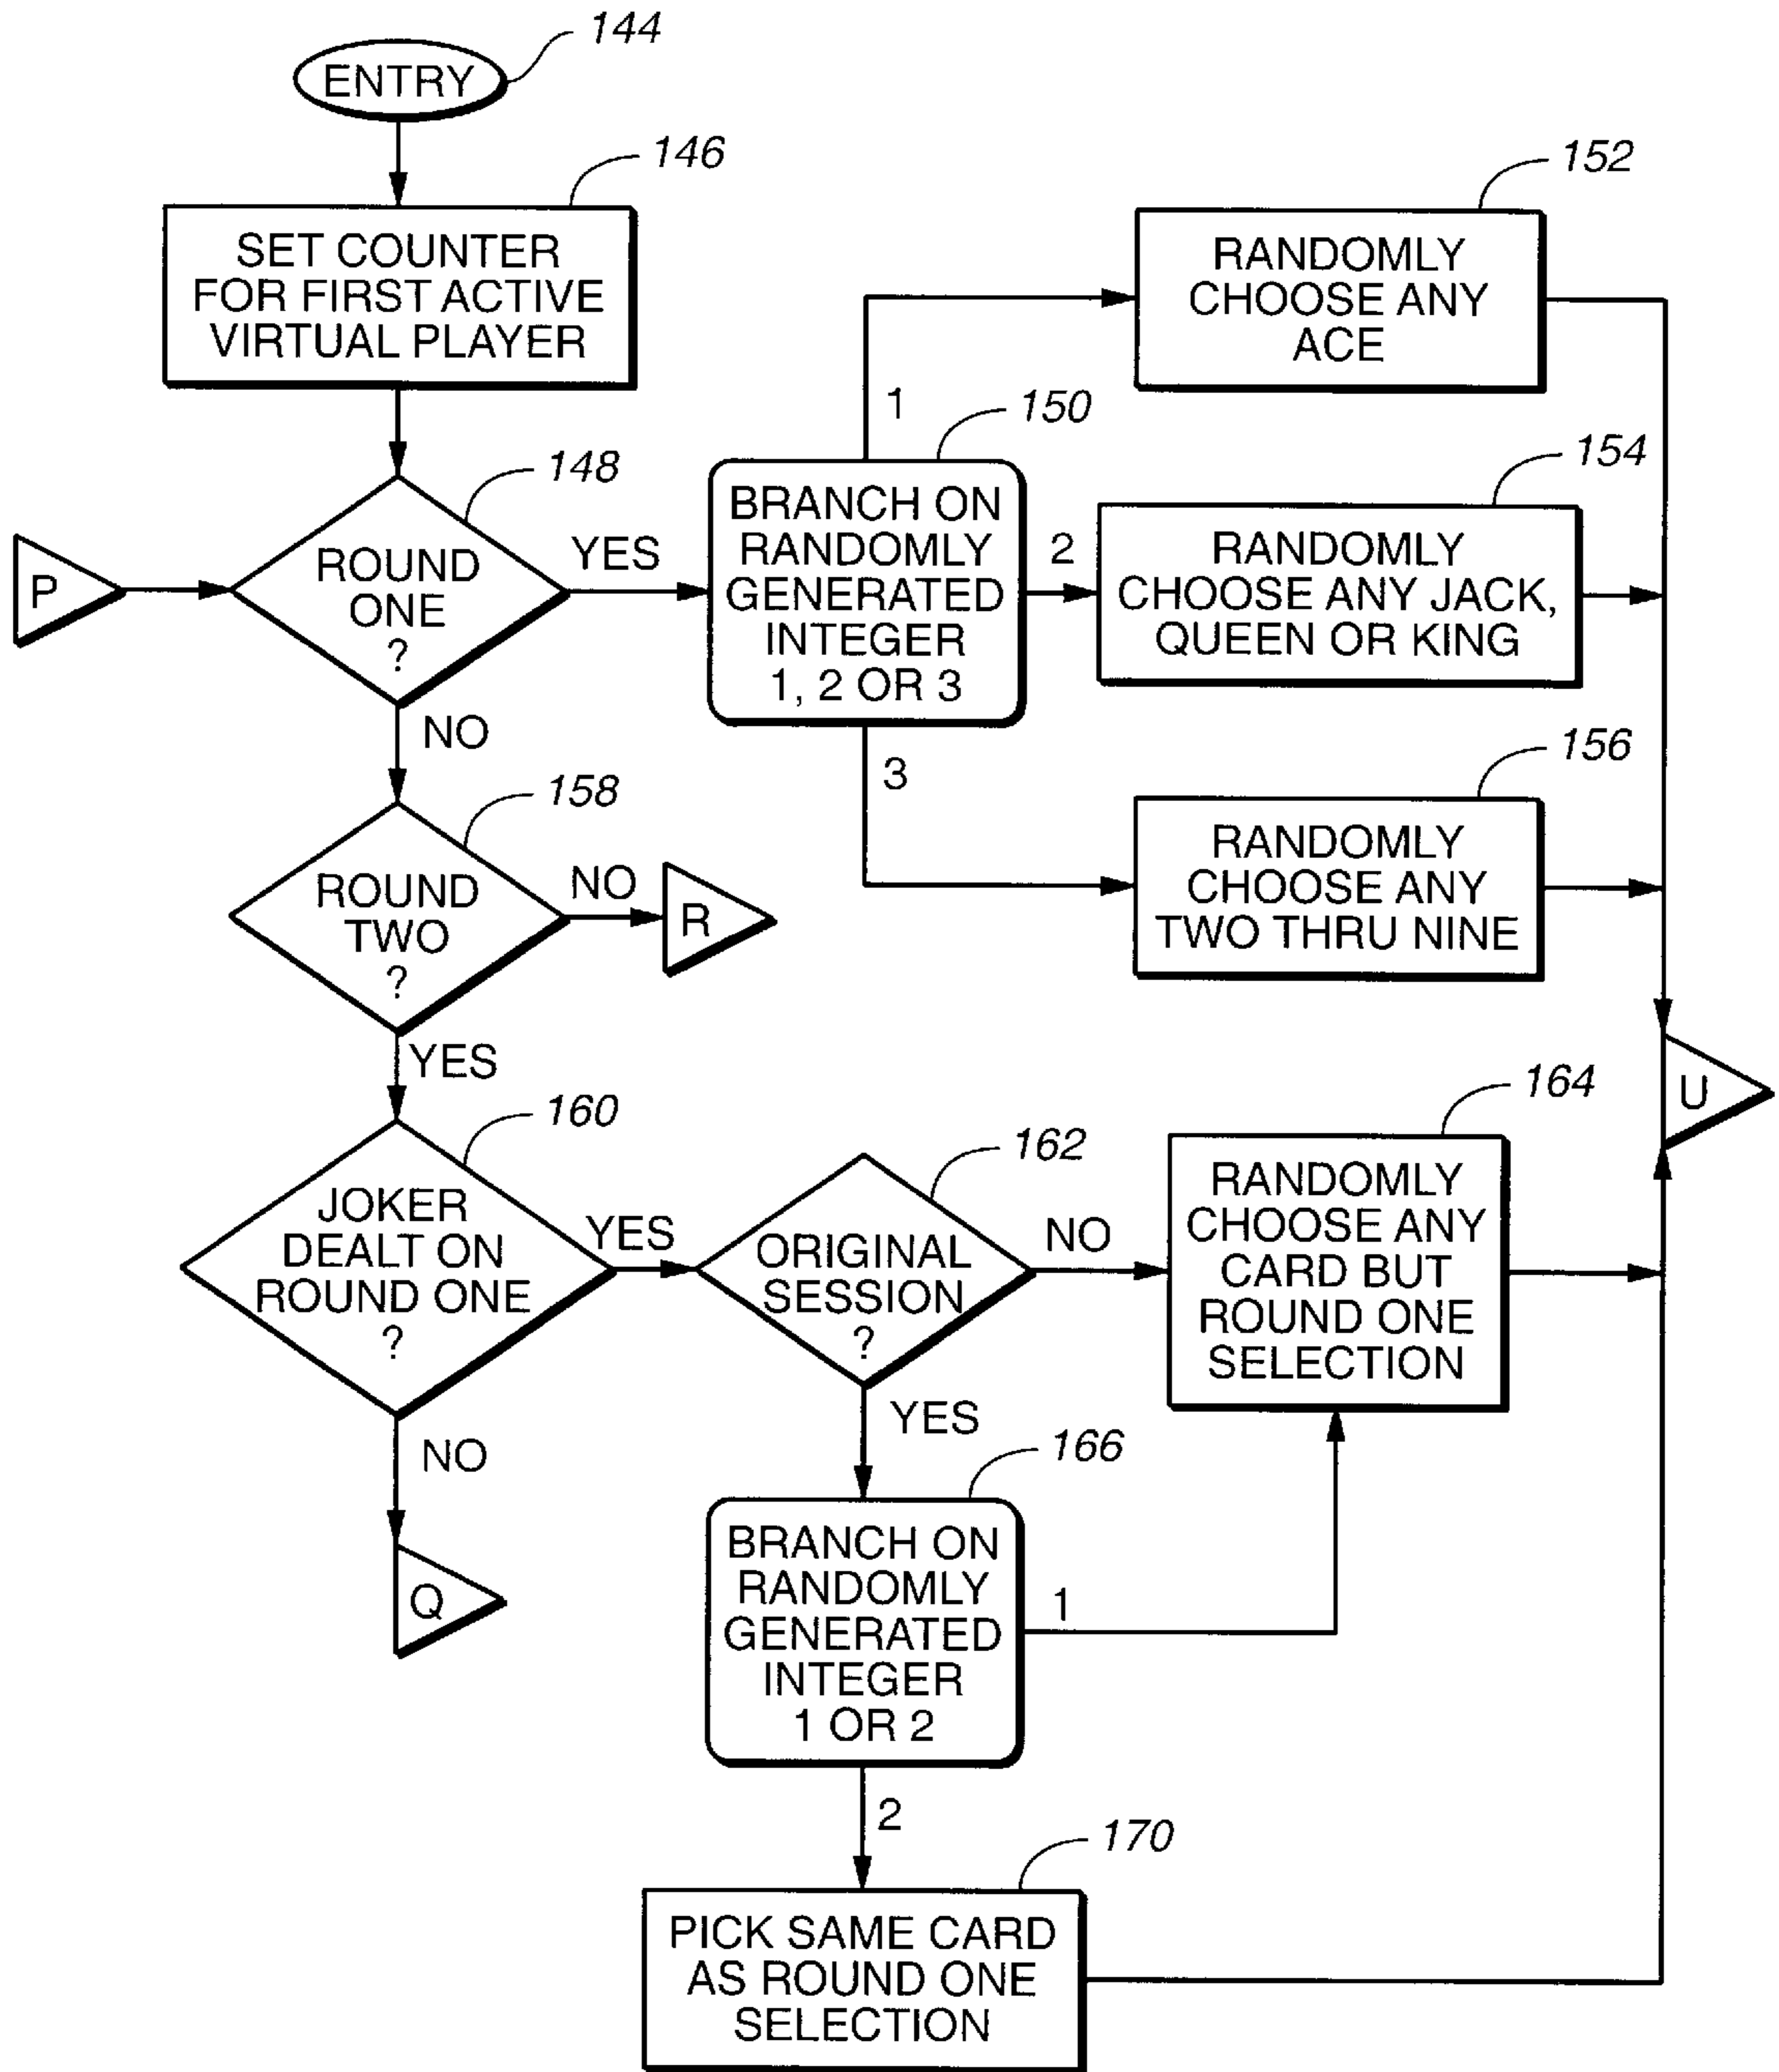 144
ENTRY
146
SET COUNTER
FOR FIRST ACTIVE
VIRTUAL PLAYER
148
P
ROUND
ONE
?
YES
NO
150
BRANCH ON
RANDOMLY
GENERATED
INTEGER
1, 2 OR 3
1
2
3
152
RANDOMLY
CHOOSE ANY
ACE
154
RANDOMLY
CHOOSE ANY JACK,
QUEEN OR KING
156
RANDOMLY
CHOOSE ANY
TWO THRU NINE
158
ROUND
TWO
?
NO
R
YES
U
160
JOKER
DEALT ON
ROUND ONE
?
YES
NO
Q
162
ORIGINAL
SESSION
?
NO
YES
164
RANDOMLY
CHOOSE ANY
CARD BUT
ROUND ONE
SELECTION
166
BRANCH ON
RANDOMLY
GENERATED
INTEGER
1 OR 2
1
2
170
PICK SAME CARD
AS ROUND ONE
SELECTION